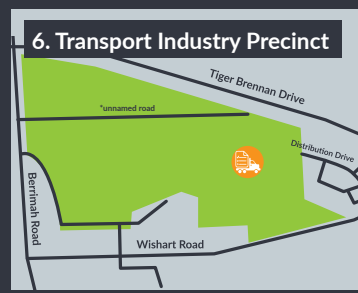 6. Transport Industry Precinct
Tiger Brennan Drive
*unnamed road
Distribution Drive
Berrimah Road
Wishart Road